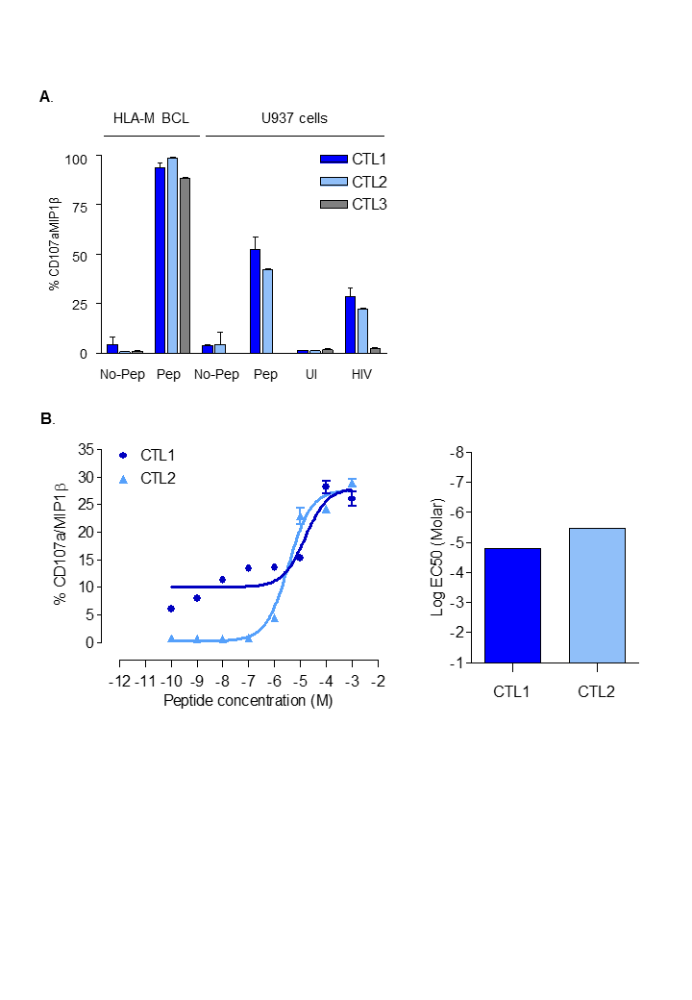 A.
HLA-M BCL
U937 cells
% CD107aMIP1β
100
75
50
25
0
CTL1
CTL2
CTL3
No-Pep Pep No-Pep Pep UI HIV
B.
% CD107a/MIP1β
35
30
25
20
15
10
5
0
CTL1
CTL2
-12 -11 -10 -9 -8 -7 -6 -5 -4 -3 -2
Peptide concentration (M)
Log EC50 (Molar)
-8
-7
-6
-5
-4
-3
-2
-1
CTL1 CTL2